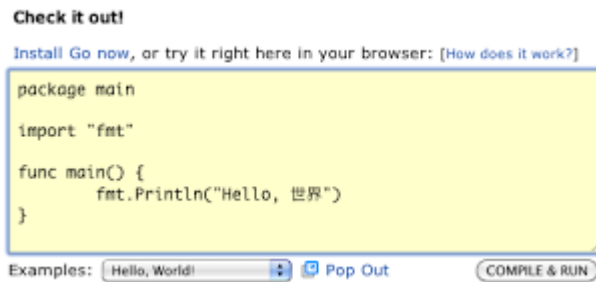 Check it out!
Install Go now, or try it right here in your browser: [How does it work?]
package main
import "fmt"
func main() {
fmt.Println("Hello, 世界")
}
Examples: Hello, World! Pop Out COMPILE & RUN